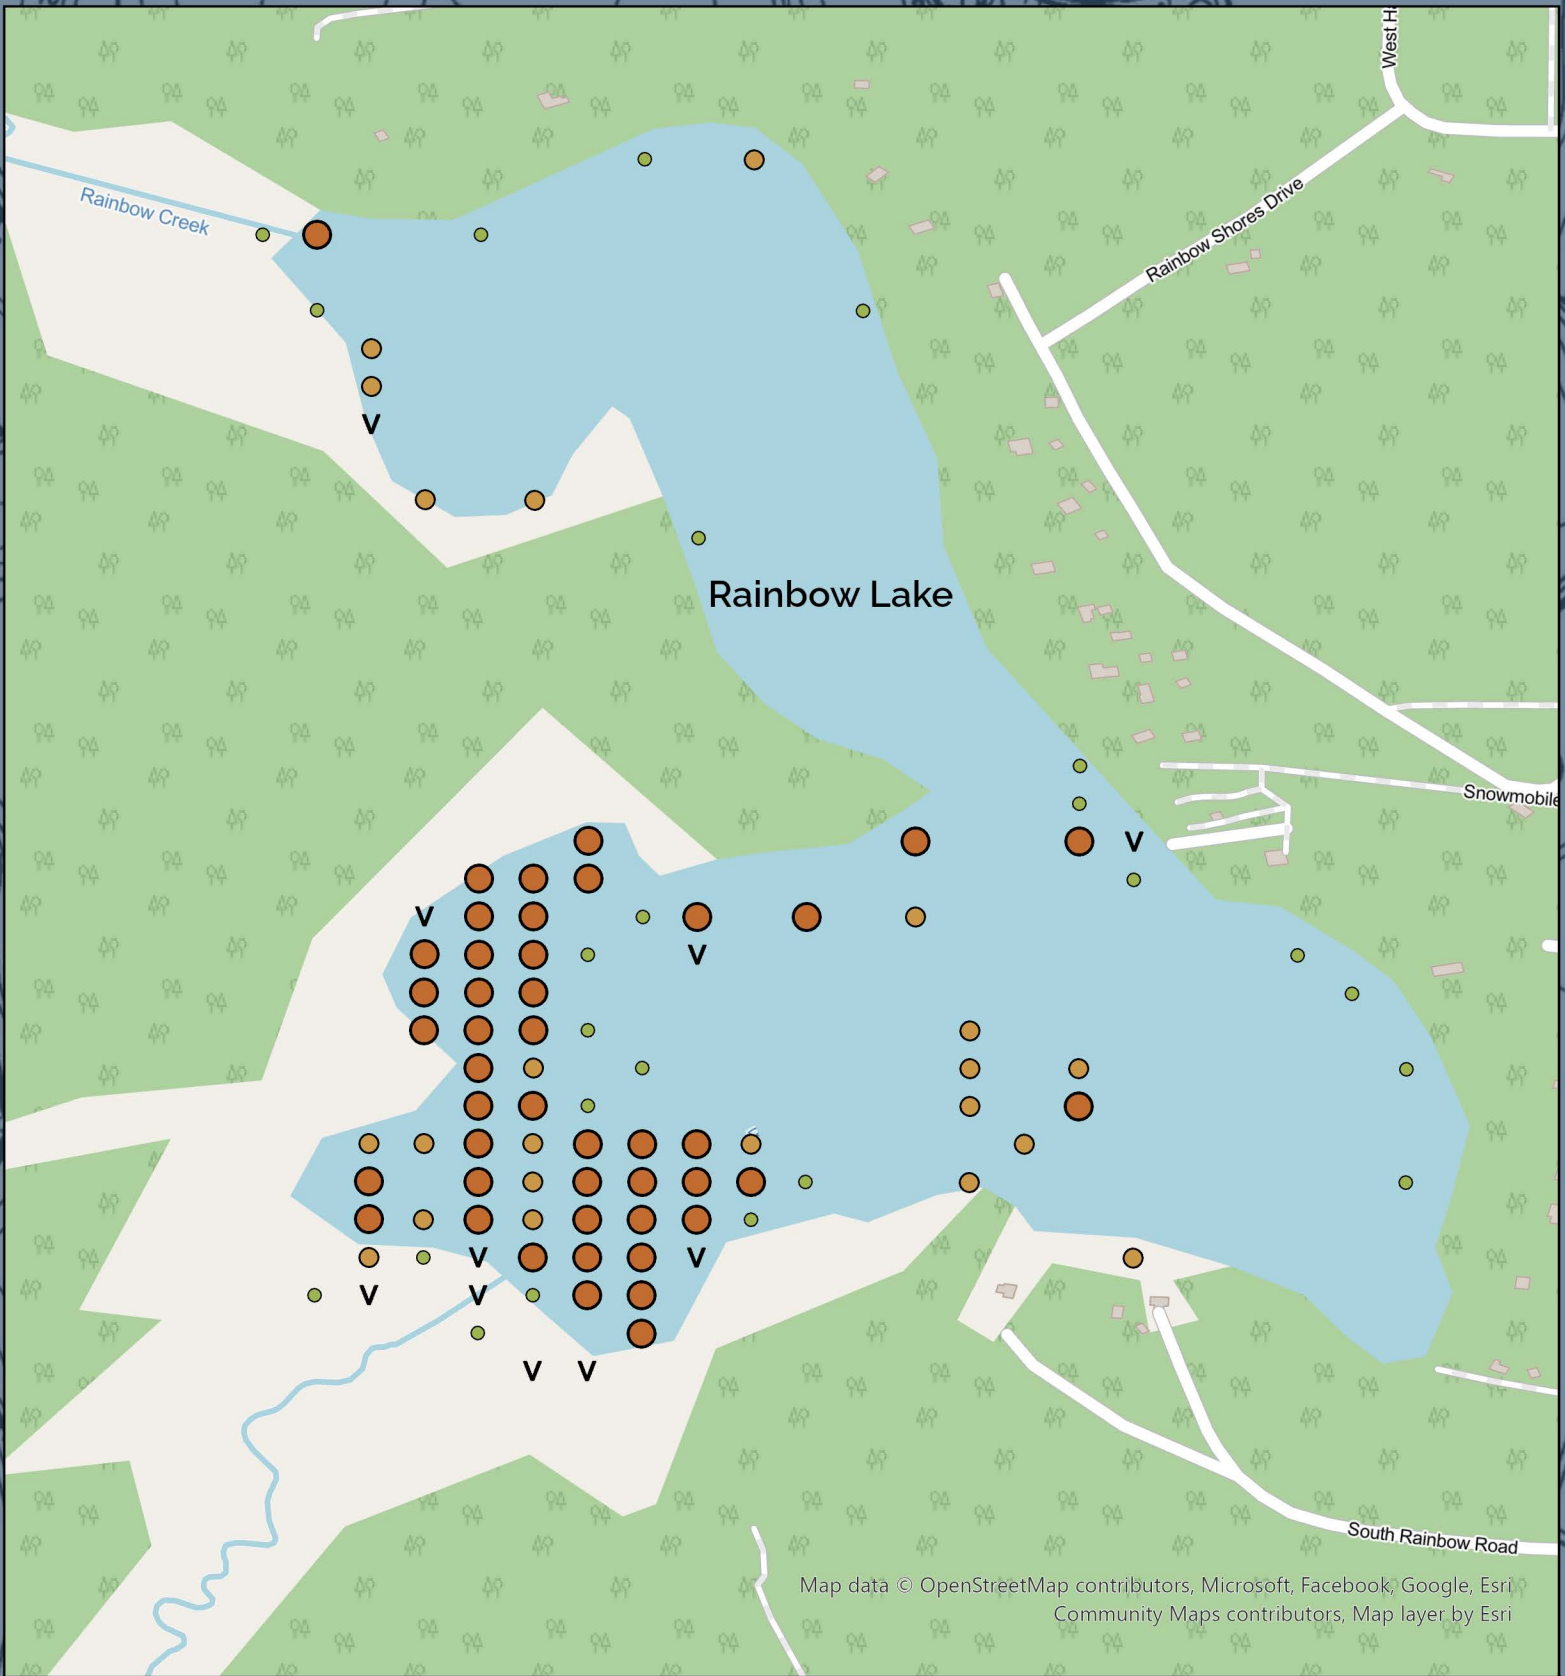 West H
Rainbow Creek
Rainbow Shores Drive
V
Rainbow Lake
Snowmobile
V
V
V
V
V
V
V
V
V
South Rainbow Road
Map data © OpenStreetMap contributors, Microsoft, Facebook, Google, Esri
Community Maps contributors, Map layer by Esri